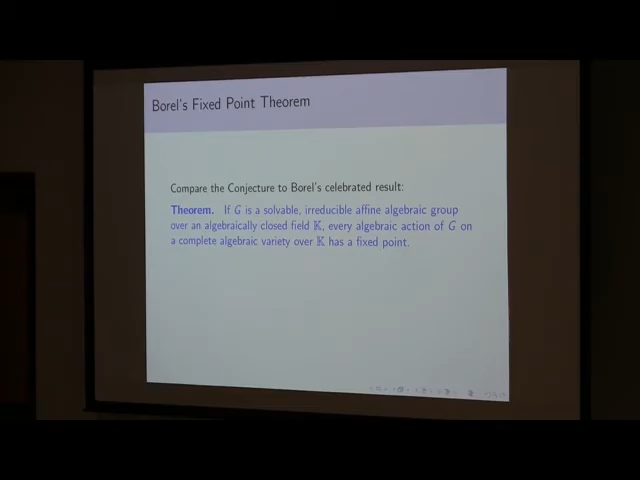 Borel's Fixed Point Theorem
Compare the Conjecture to Borel's celebrated result:
Theorem. If G is a solvable, irreducible affine algebraic group
over an algebraically closed field 𝕂, every algebraic action of G on
a complete algebraic variety over 𝕂 has a fixed point.